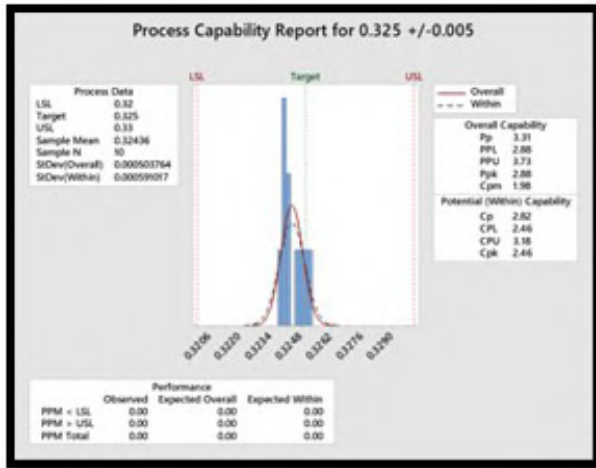 Process Capability Report for 0.325 +/-0.005
LSL Target USL
Process Data
LSL 0.32
Target 0.325
USL 0.33
Sample Mean 0.32436
Sample N 10
StDev(Overall) 0.000503764
StDev(Within) 0.000591017
Overall
Within
Overall Capability
Pp 3.31
PPL 2.88
PPU 3.73
Ppk 2.88
Cpm 1.98
Potential (Within) Capability
Cp 2.82
CPL 2.46
CPU 3.18
Cpk 2.46
0.3206 0.3220 0.3234 0.3248 0.3262 0.3276 0.3290
Performance
Observed Expected Overall Expected Within
PPM < LSL 0.00 0.00 0.00
PPM > USL 0.00 0.00 0.00
PPM Total 0.00 0.00 0.00